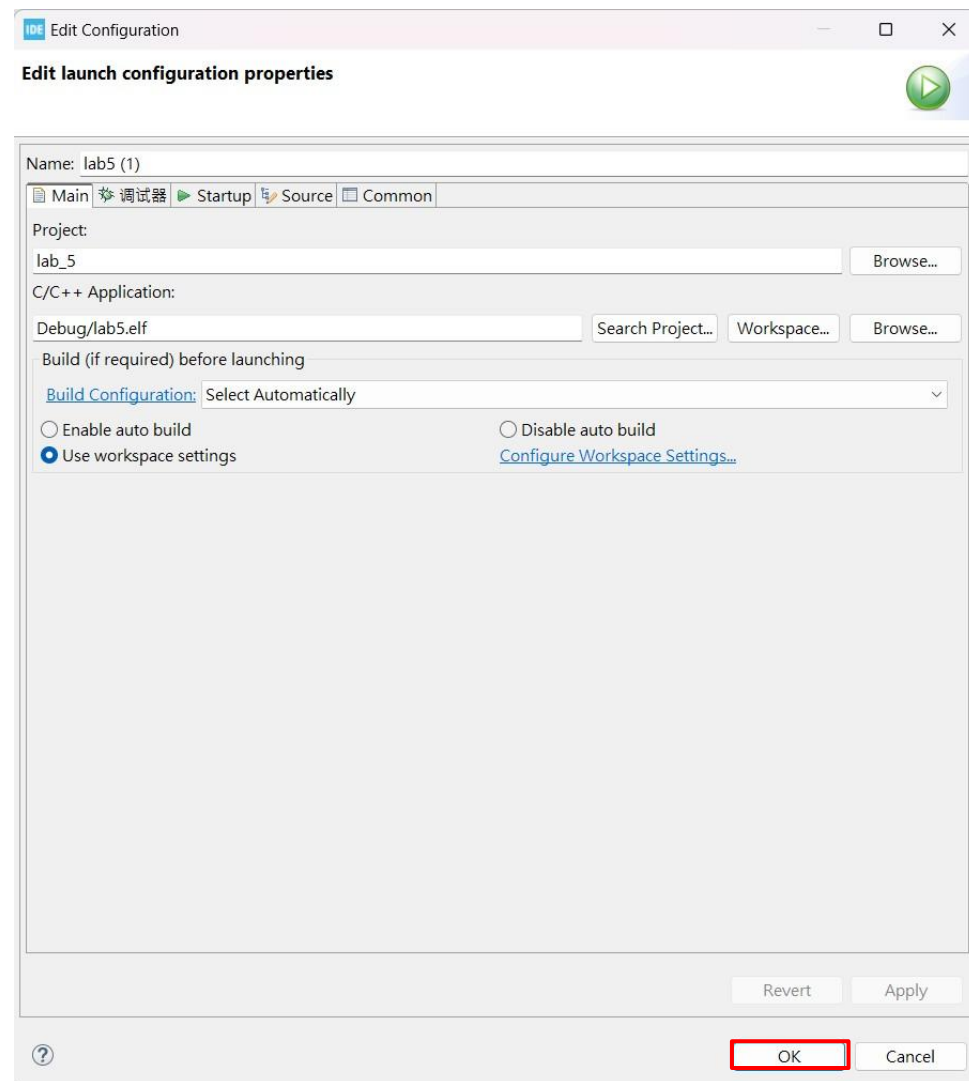 IDE Edit Configuration
Edit launch configuration properties
Name: lab5 (1)
Main 调试器 Startup Source Common
Project:
lab_5 Browse...
C/C++ Application:
Debug/lab5.elf Search Project... Workspace... Browse...
Build (if required) before launching
Build Configuration: Select Automatically
Enable auto build Disable auto build
Use workspace settings Configure Workspace Settings...
Revert Apply
? OK Cancel